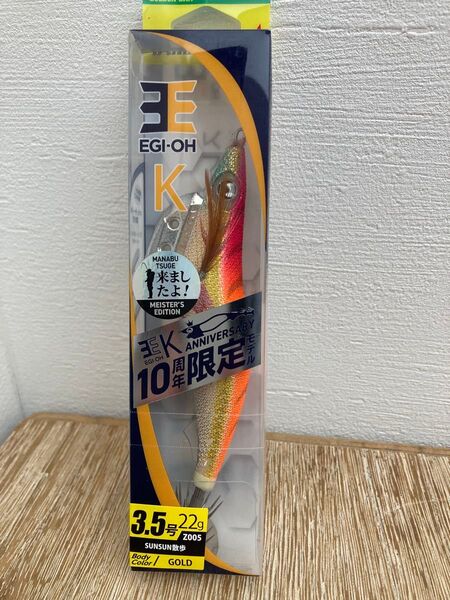 EGI-OH
K
MANABU
TSUGE
来まし
たよ!
MEISTER'S
EDITION
EGI-OH
K
ANNIVERSARY
10周年限定モデル
3.5号 22g
Z005
SUNSUN散歩
Body Color / GOLD